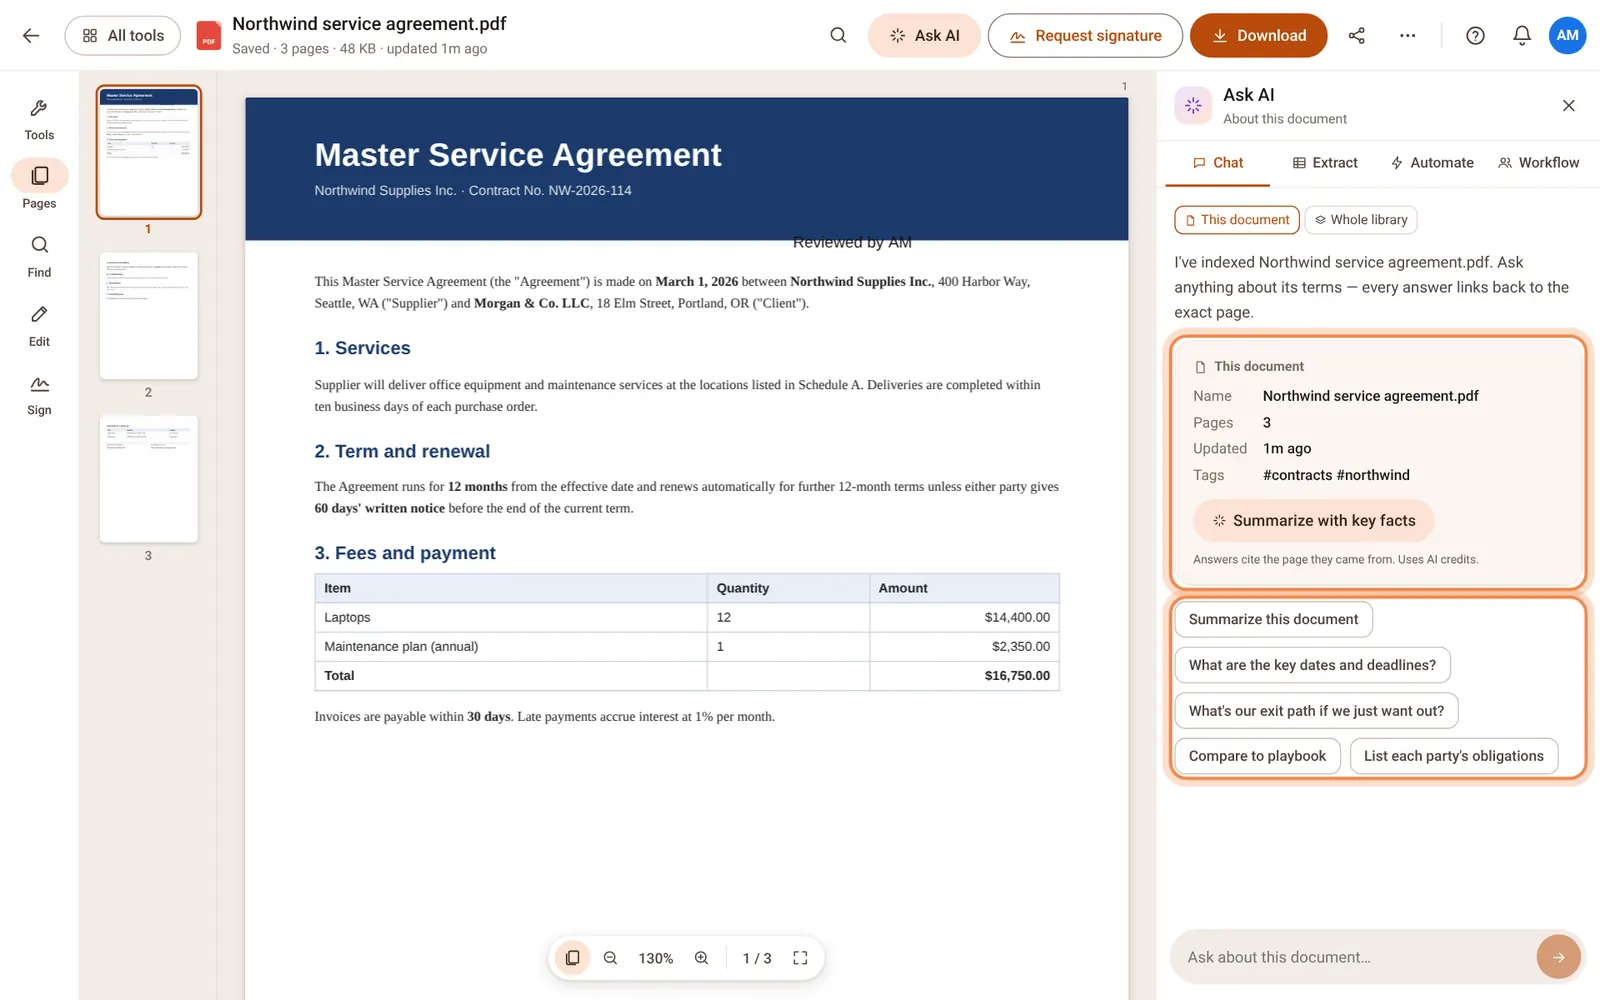 All tools
PDF
Northwind service agreement.pdf
Saved · 3 pages · 48 KB · updated 1m ago
Ask AI
Request signature
Download
AM
Tools
Pages
Find
Edit
Sign
1
2
3
1
Master Service Agreement
Northwind Supplies Inc. · Contract No. NW-2026-114
Reviewed by AM
This Master Service Agreement (the "Agreement") is made on March 1, 2026 between Northwind Supplies Inc., 400 Harbor Way,
Seattle, WA ("Supplier") and Morgan & Co. LLC, 18 Elm Street, Portland, OR ("Client").
1. Services
Supplier will deliver office equipment and maintenance services at the locations listed in Schedule A. Deliveries are completed within
ten business days of each purchase order.
2. Term and renewal
The Agreement runs for 12 months from the effective date and renews automatically for further 12-month terms unless either party gives
60 days' written notice before the end of the current term.
3. Fees and payment
Item Quantity Amount
Laptops 12 $14,400.00
Maintenance plan (annual) 1 $2,350.00
Total $16,750.00
Invoices are payable within 30 days. Late payments accrue interest at 1% per month.
130% 1 / 3
Ask AI
About this document
Chat Extract Automate Workflow
This document Whole library
I've indexed Northwind service agreement.pdf. Ask
anything about its terms — every answer links back to the
exact page.
This document
Name Northwind service agreement.pdf
Pages 3
Updated 1m ago
Tags #contracts #northwind
Summarize with key facts
Answers cite the page they came from. Uses AI credits.
Summarize this document
What are the key dates and deadlines?
What's our exit path if we just want out?
Compare to playbook List each party's obligations
Ask about this document...